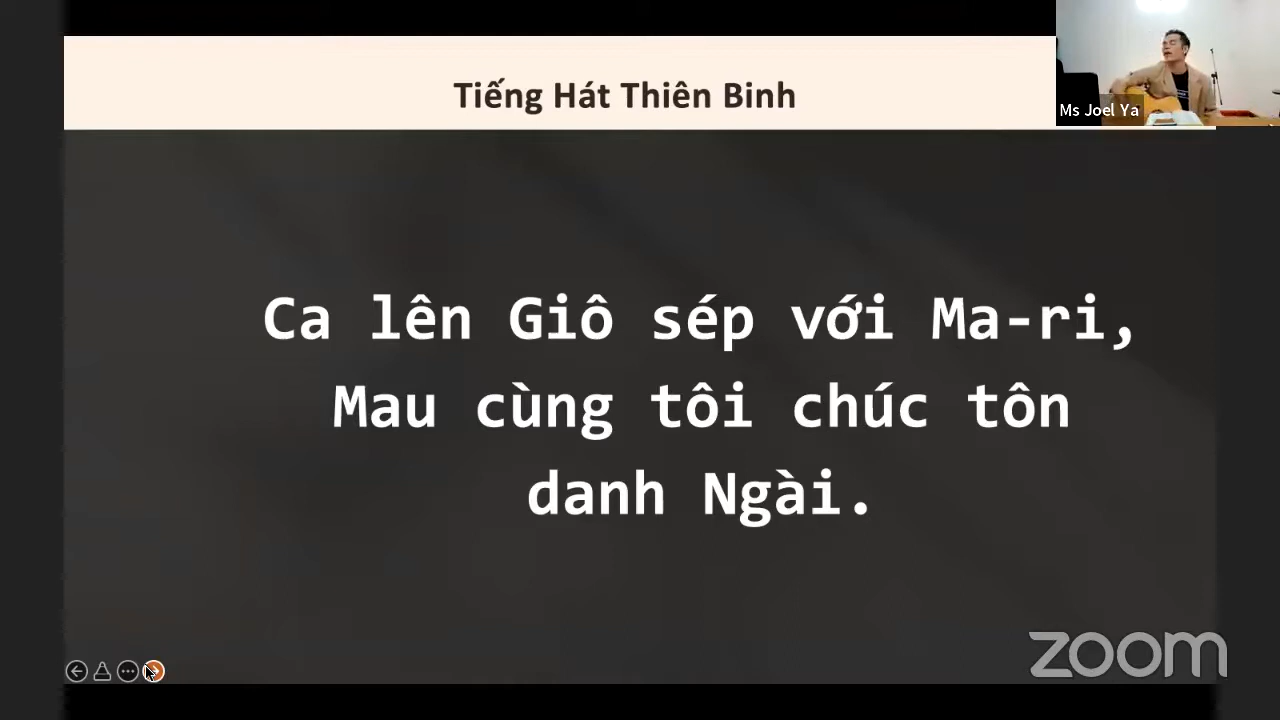 Tiếng Hát Thiên Binh
Ms Joel Ya
Ca lên Giô sép với Ma-ri,
Mau cùng tôi chúc tôn
danh Ngài.
zoom